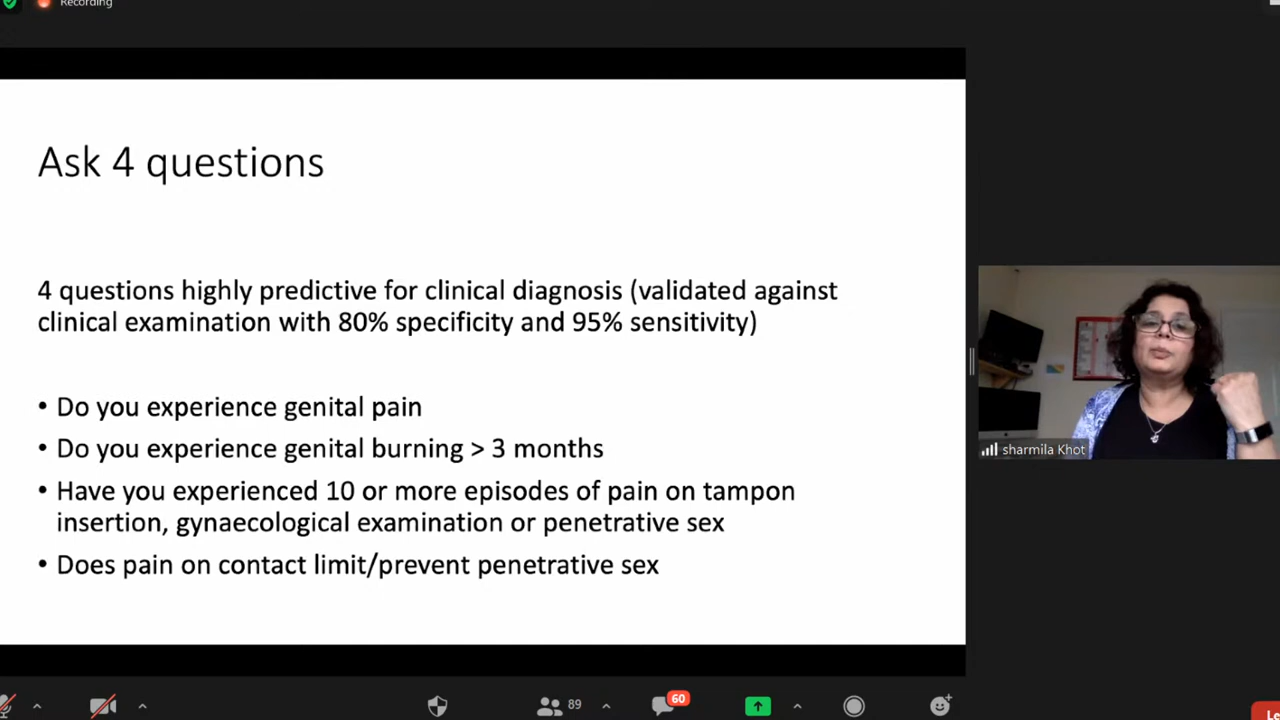 Recording
Ask 4 questions
4 questions highly predictive for clinical diagnosis (validated against
clinical examination with 80% specificity and 95% sensitivity)
• Do you experience genital pain
• Do you experience genital burning > 3 months
• Have you experienced 10 or more episodes of pain on tampon
insertion, gynaecological examination or penetrative sex
• Does pain on contact limit/prevent penetrative sex
sharmila Khot
89
60
Le